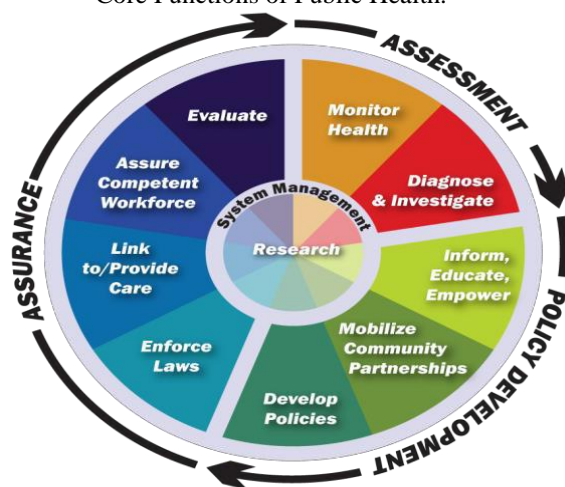 Core Functions of Public Health.
ASSESSMENT
Monitor
Health
Diagnose
& Investigate
POLICY DEVELOPMENT
Inform,
Educate,
Empower
Mobilize
Community
Partnerships
Develop
Policies
ASSURANCE
Enforce
Laws
Link
to/Provide
Care
Assure
Competent
Workforce
Evaluate
System Management
Research